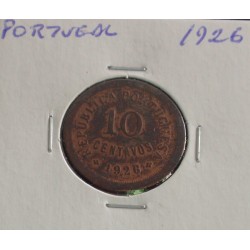 PORTUGAL 1926
REPUBLICA PORTUGUESA
10
CENTAVOS
1926